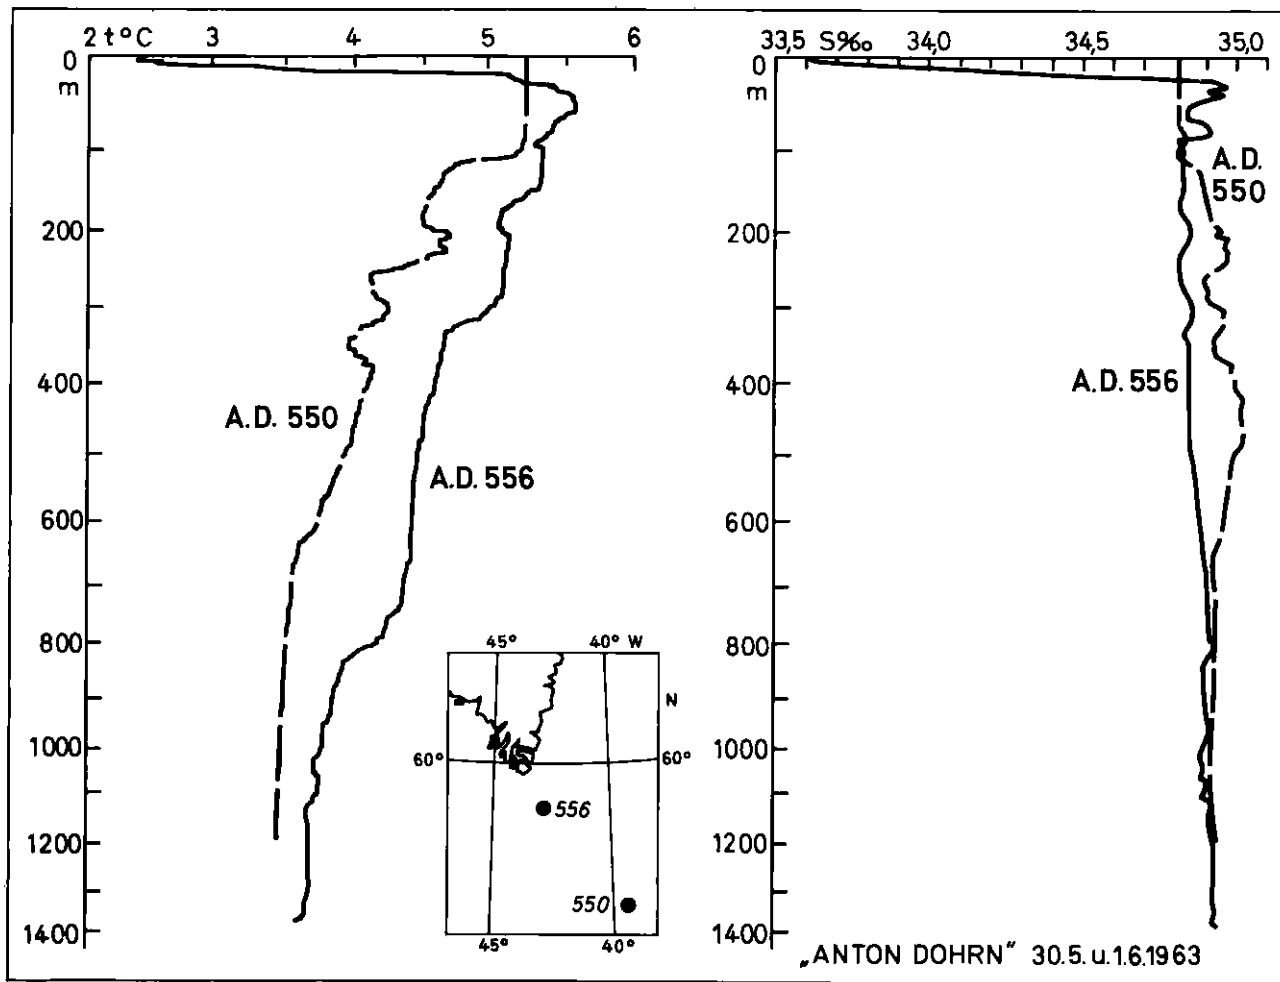 2 t°C 3 4 5 6
0
m
200
400
600
800
1000
1200
1400
A.D. 550
A.D. 556
45° 40° W
N
60° 60°
556
550
45° 40°
33,5 S‰ 34,0 34,5 35,0
0
m
200
400
600
800
1000
1200
1400
A.D.
550
A.D. 556
„ANTON DOHRN" 30.5. u.1.6.1963